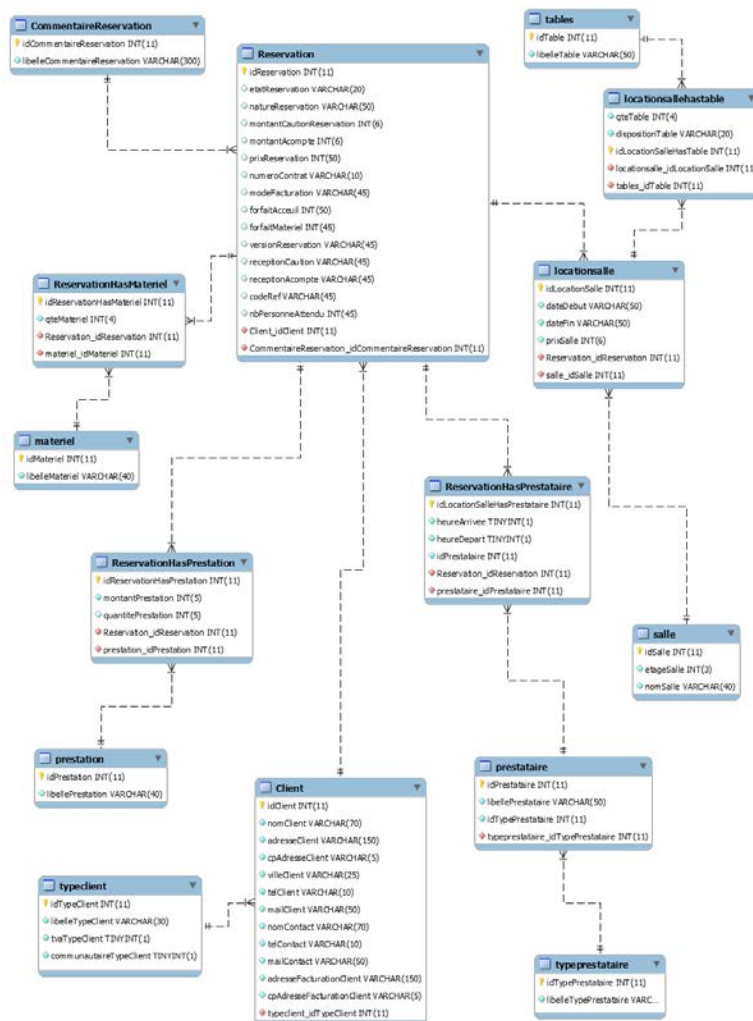 CommentaireReservation
idCommentaireReservation INT(11)
libelleCommentaireReservation VARCHAR(300)
Reservation
idReservation INT(11)
etatReservation VARCHAR(20)
natureReservation VARCHAR(50)
montantCautionReservation INT(6)
montantAcompte INT(6)
prixReservation INT(50)
numeroContrat VARCHAR(10)
modeFacturation VARCHAR(45)
forfaitAcceuil INT(50)
forfaitMateriel INT(45)
versionReservation VARCHAR(45)
receptionCaution VARCHAR(45)
receptionAcompte VARCHAR(45)
codeRef VARCHAR(45)
nbPersonneAttendu INT(45)
Client_idClient INT(11)
CommentaireReservation_idCommentaireReservation INT(11)
tables
idTable INT(11)
libelleTable VARCHAR(50)
locationsallehastable
qteTable INT(4)
dispositionTable VARCHAR(20)
idLocationSalleHasTable INT(11)
locationsalle_idLocationSalle INT(11
tables_idTable INT(11)
locationsalle
idLocationSalle INT(11)
dateDebut VARCHAR(50)
dateFin VARCHAR(50)
prixSalle INT(6)
Reservation_idReservation INT(11)
salle_idSalle INT(11)
ReservationHasMateriel
idReservationHasMateriel INT(11)
qteMateriel INT(4)
Reservation_idReservation INT(11)
materiel_idMateriel INT(11)
materiel
idMateriel INT(11)
libelleMateriel VARCHAR(40)
ReservationHasPrestataire
idLocationSalleHasPrestataire INT(11)
heureArrivee TINYINT(1)
heureDepart TINYINT(1)
idPrestataire INT(11)
Reservation_idReservation INT(11)
prestataire_idPrestataire INT(11)
ReservationHasPrestation
idReservationHasPrestation INT(11)
montantPrestation INT(5)
quantitePrestation INT(5)
Reservation_idReservation INT(11)
prestation_idPrestation INT(11)
salle
idSalle INT(11)
etageSalle INT(3)
nomSalle VARCHAR(40)
prestation
idPrestation INT(11)
libellePrestation VARCHAR(40)
Client
idClient INT(11)
nomClient VARCHAR(70)
adresseClient VARCHAR(150)
cpAdresseClient VARCHAR(5)
villeClient VARCHAR(25)
telClient VARCHAR(10)
mailClient VARCHAR(50)
nomContact VARCHAR(70)
telContact VARCHAR(10)
mailContact VARCHAR(50)
adresseFacturationClient VARCHAR(150)
cpAdresseFacturationClient VARCHAR(5)
typeclient_idTypeClient INT(11)
prestataire
idPrestataire INT(11)
libellePrestataire VARCHAR(50)
idTypePrestataire INT(11)
typeprestataire_idTypePrestataire INT(11)
typeclient
idTypeClient INT(11)
libelleTypeClient VARCHAR(30)
tvaTypeClient TINYINT(1)
communautaireTypeClient TINYINT(1)
typeprestataire
idTypePrestataire INT(11)
libelleTypePrestataire VARC...